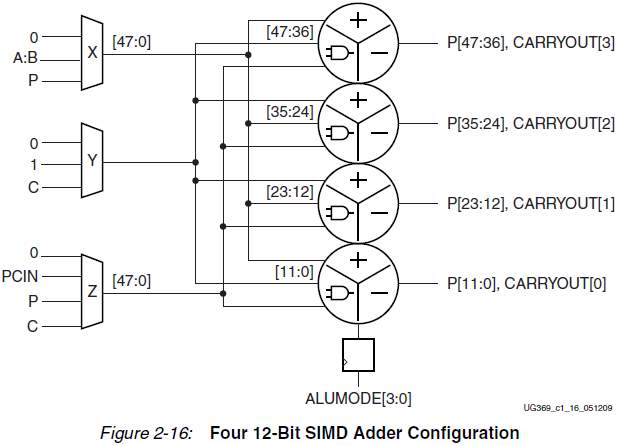 0
A:B
P
X
[47:0]
0
1
C
Y
0
PCIN
P
C
Z
[47:0]
[47:36]
+
−
P[47:36], CARRYOUT[3]
[35:24]
+
−
P[35:24], CARRYOUT[2]
[23:12]
+
−
P[23:12], CARRYOUT[1]
[11:0]
+
−
P[11:0], CARRYOUT[0]
ALUMODE[3:0]
UG369_c1_16_051209
Figure 2-16: Four 12-Bit SIMD Adder Configuration